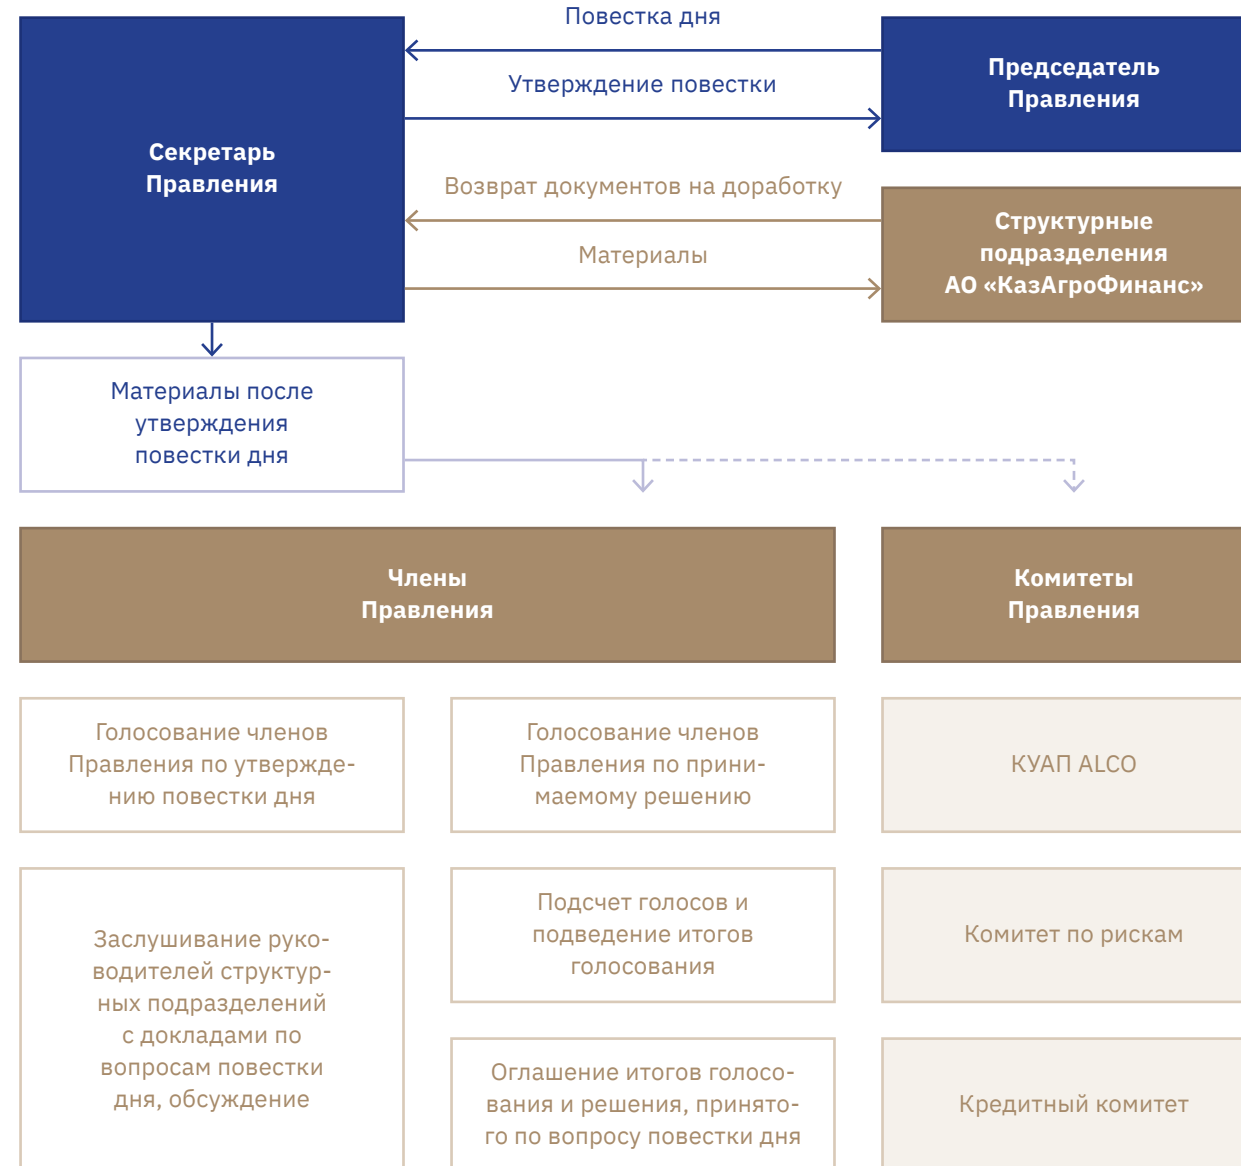 Повестка дня
Утверждение повестки
Секретарь
Правления
Председатель
Правления
Возврат документов на доработку
Материалы
Структурные
подразделения
АО «КазАгроФинанс»
Материалы после
утверждения
повестки дня
Члены
Правления
Комитеты
Правления
Голосование членов
Правления по утвержде-
нию повестки дня
Голосование членов
Правления по прини-
маемому решению
КУАП ALCO
Заслушивание руко-
водителей структур-
ных подразделений
с докладами по
вопросам повестки
дня, обсуждение
Подсчет голосов и
подведение итогов
голосования
Комитет по рискам
Оглашение итогов голосо-
вания и решения, принято-
го по вопросу повестки дня
Кредитный комитет